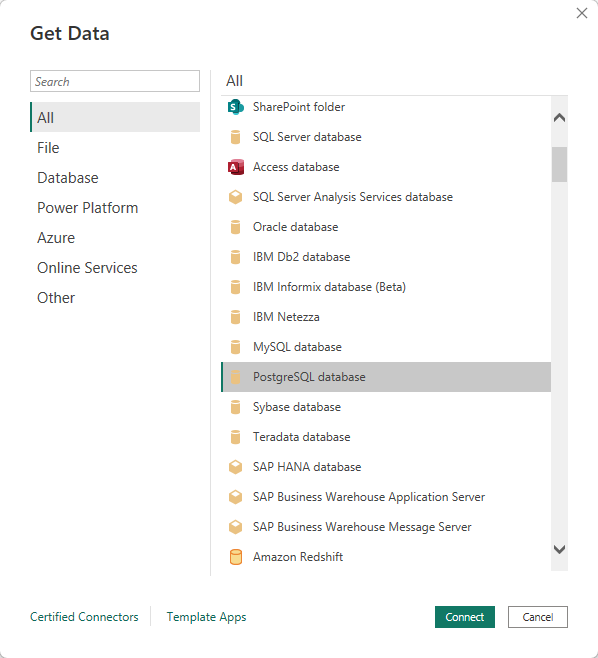 Get Data
Search
All
File
Database
Power Platform
Azure
Online Services
Other
All
SharePoint folder
SQL Server database
Access database
SQL Server Analysis Services database
Oracle database
IBM Db2 database
IBM Informix database (Beta)
IBM Netezza
MySQL database
PostgreSQL database
Sybase database
Teradata database
SAP HANA database
SAP Business Warehouse Application Server
SAP Business Warehouse Message Server
Amazon Redshift
Certified Connectors
Template Apps
Connect
Cancel